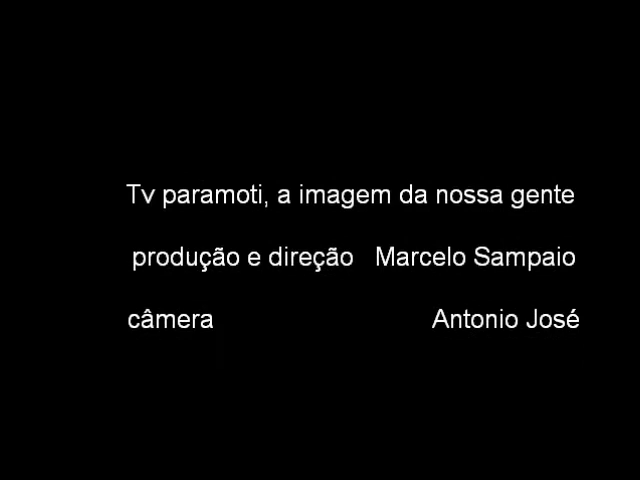 Tv paramoti, a imagem da nossa gente
produção e direção Marcelo Sampaio
câmera Antonio José